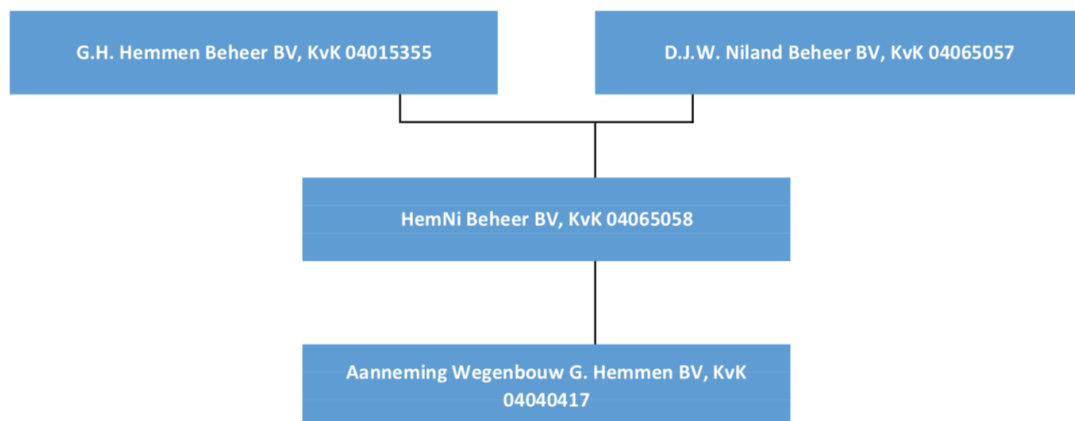 G.H. Hemmen Beheer BV, KvK 04015355
D.J.W. Niland Beheer BV, KvK 04065057
HemNi Beheer BV, KvK 04065058
Aanneming Wegenbouw G. Hemmen BV, KvK
04040417